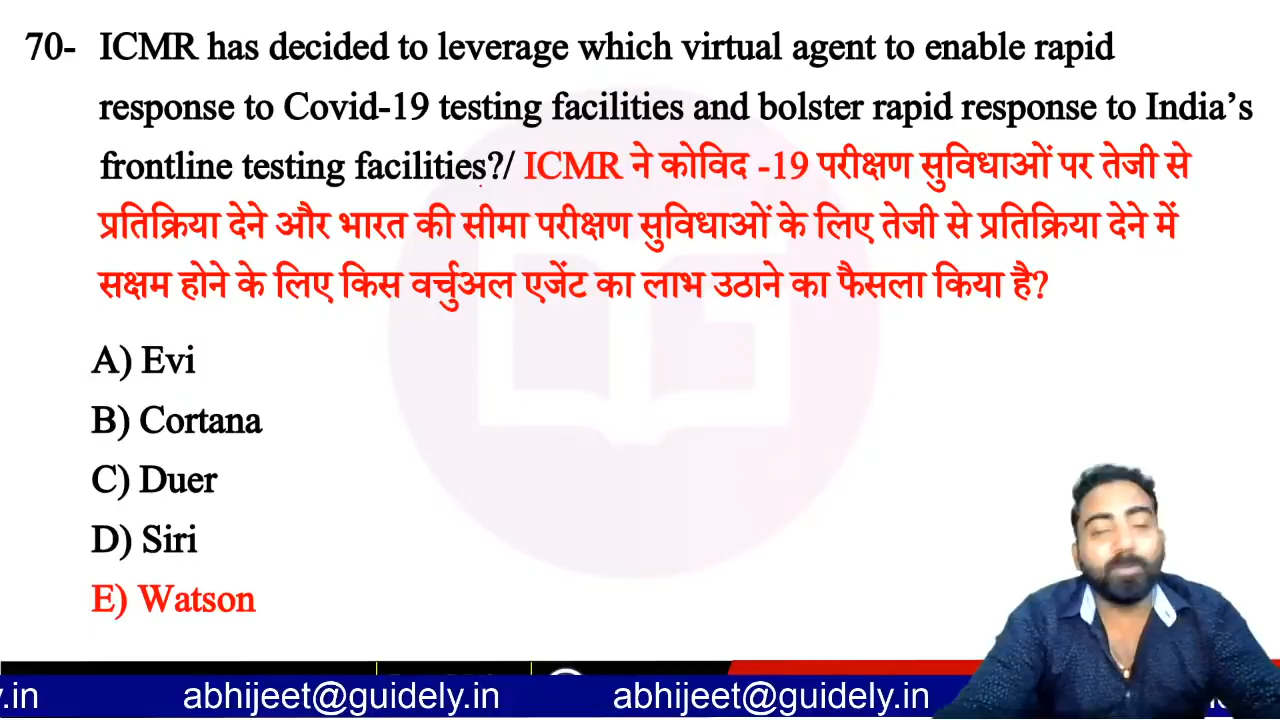 70- ICMR has decided to leverage which virtual agent to enable rapid
response to Covid-19 testing facilities and bolster rapid response to India’s
frontline testing facilities?/ ICMR ने कोविद -19 परीक्षण सुविधाओं पर तेजी से
प्रतिक्रिया देने और भारत की सीमा परीक्षण सुविधाओं के लिए तेजी से प्रतिक्रिया देने में
सक्षम होने के लिए किस वर्चुअल एजेंट का लाभ उठाने का फैसला किया है?
A) Evi
B) Cortana
C) Duer
D) Siri
E) Watson
y.in abhijeet@guidely.in abhijeet@guidely.in